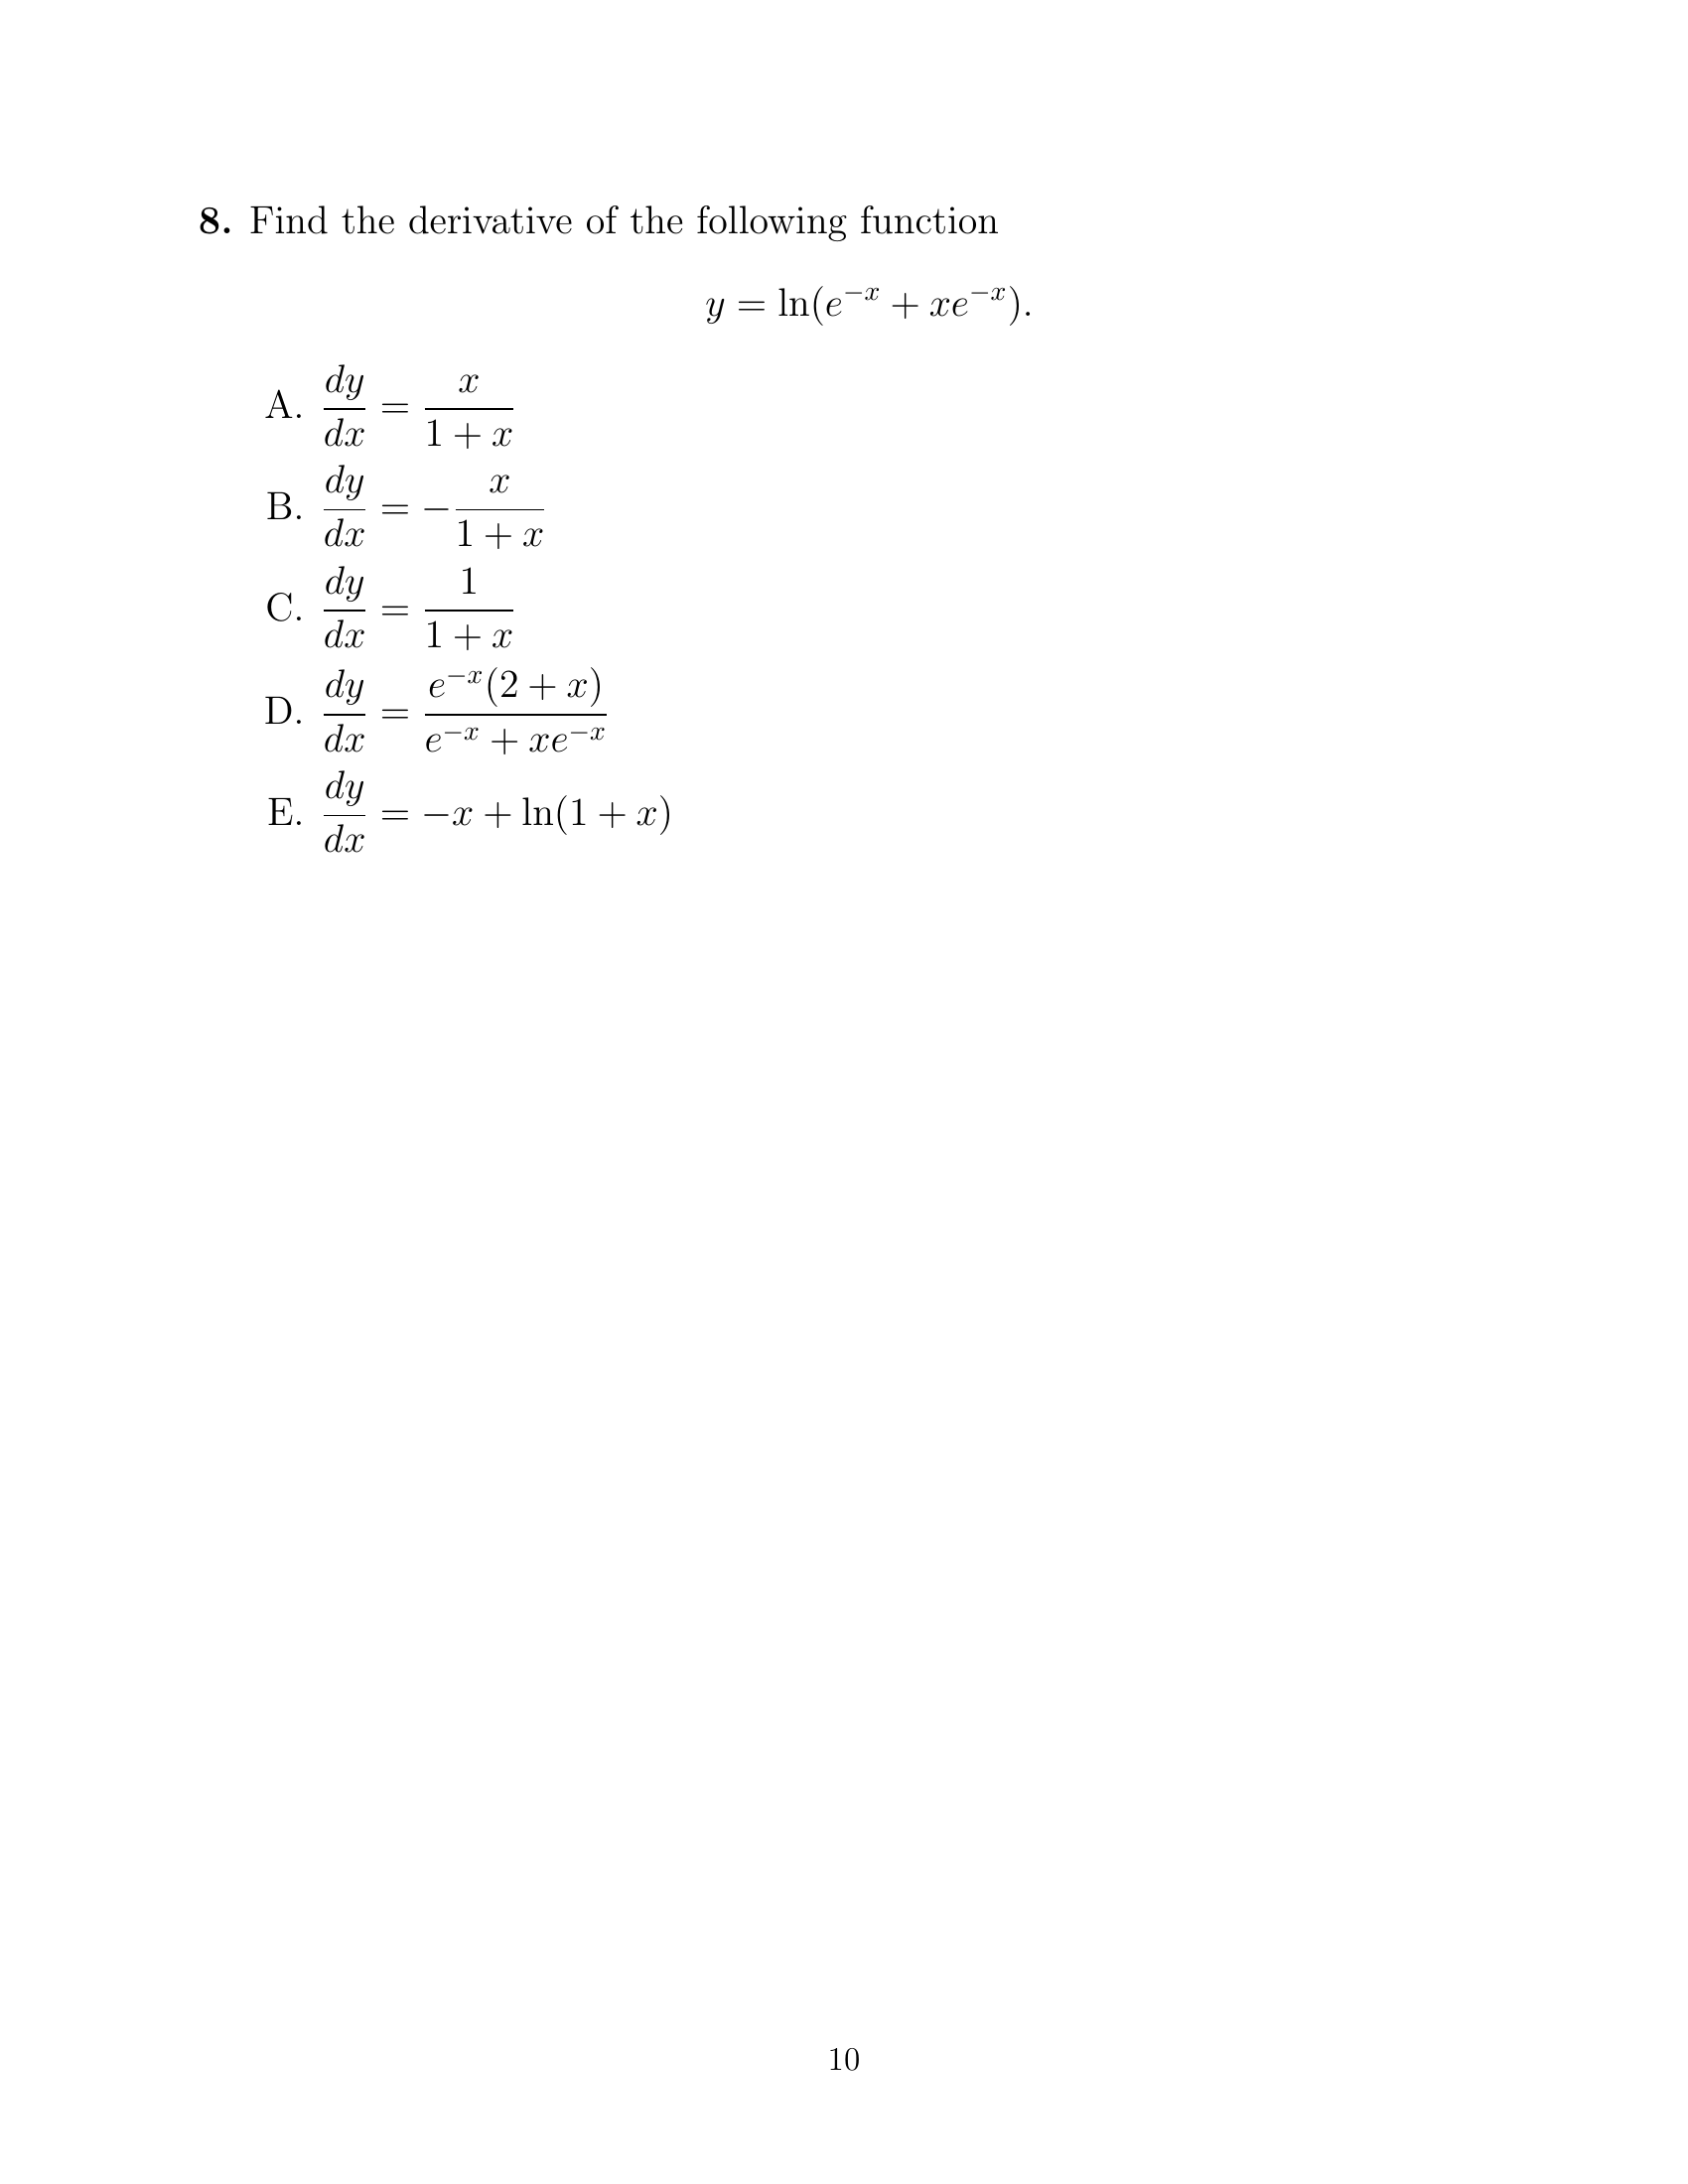 8. Find the derivative of the following function
y = ln(e^{-x} + xe^{-x}).
A. \frac{dy}{dx} = \frac{x}{1 + x}
B. \frac{dy}{dx} = -\frac{x}{1 + x}
C. \frac{dy}{dx} = \frac{1}{1 + x}
D. \frac{dy}{dx} = \frac{e^{-x}(2 + x)}{e^{-x} + xe^{-x}}
E. \frac{dy}{dx} = -x + ln(1 + x)
10